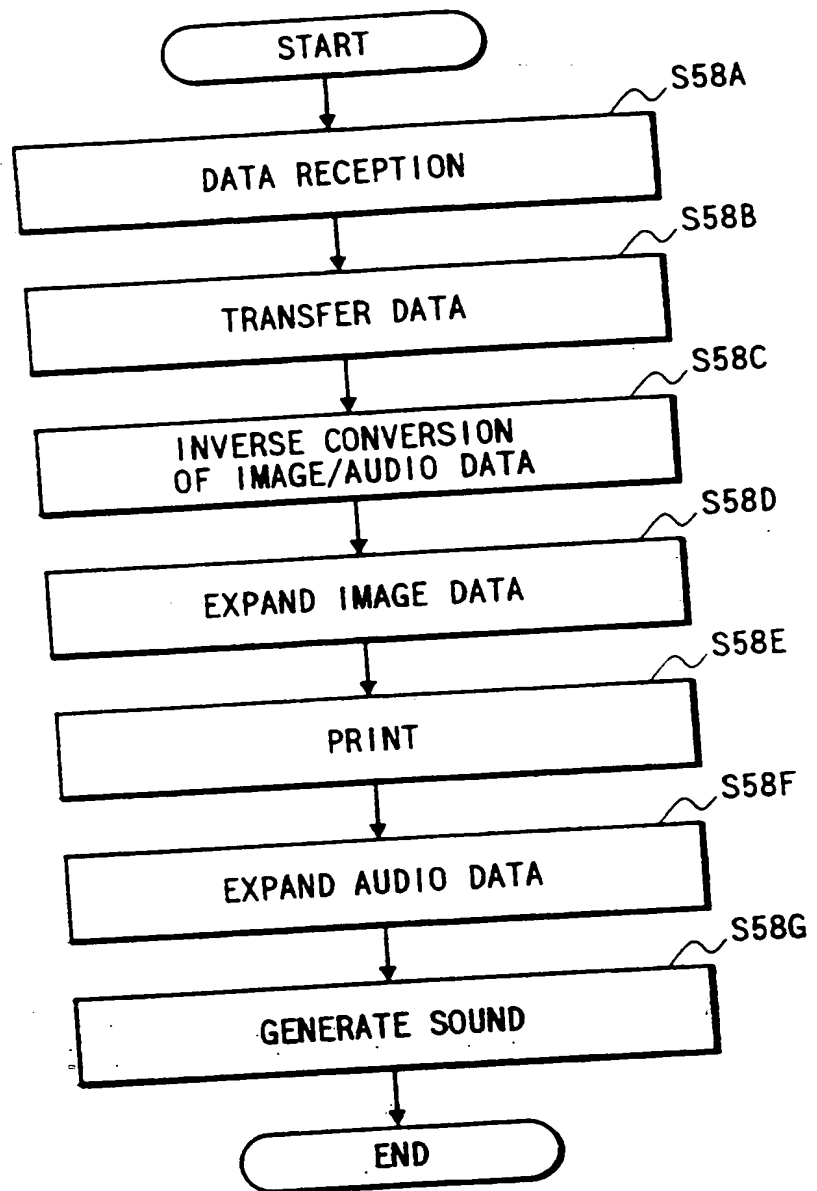 START
S58A
DATA RECEPTION
S58B
TRANSFER DATA
S58C
INVERSE CONVERSION
OF IMAGE/AUDIO DATA
S58D
EXPAND IMAGE DATA
S58E
PRINT
S58F
EXPAND AUDIO DATA
S58G
GENERATE SOUND
END